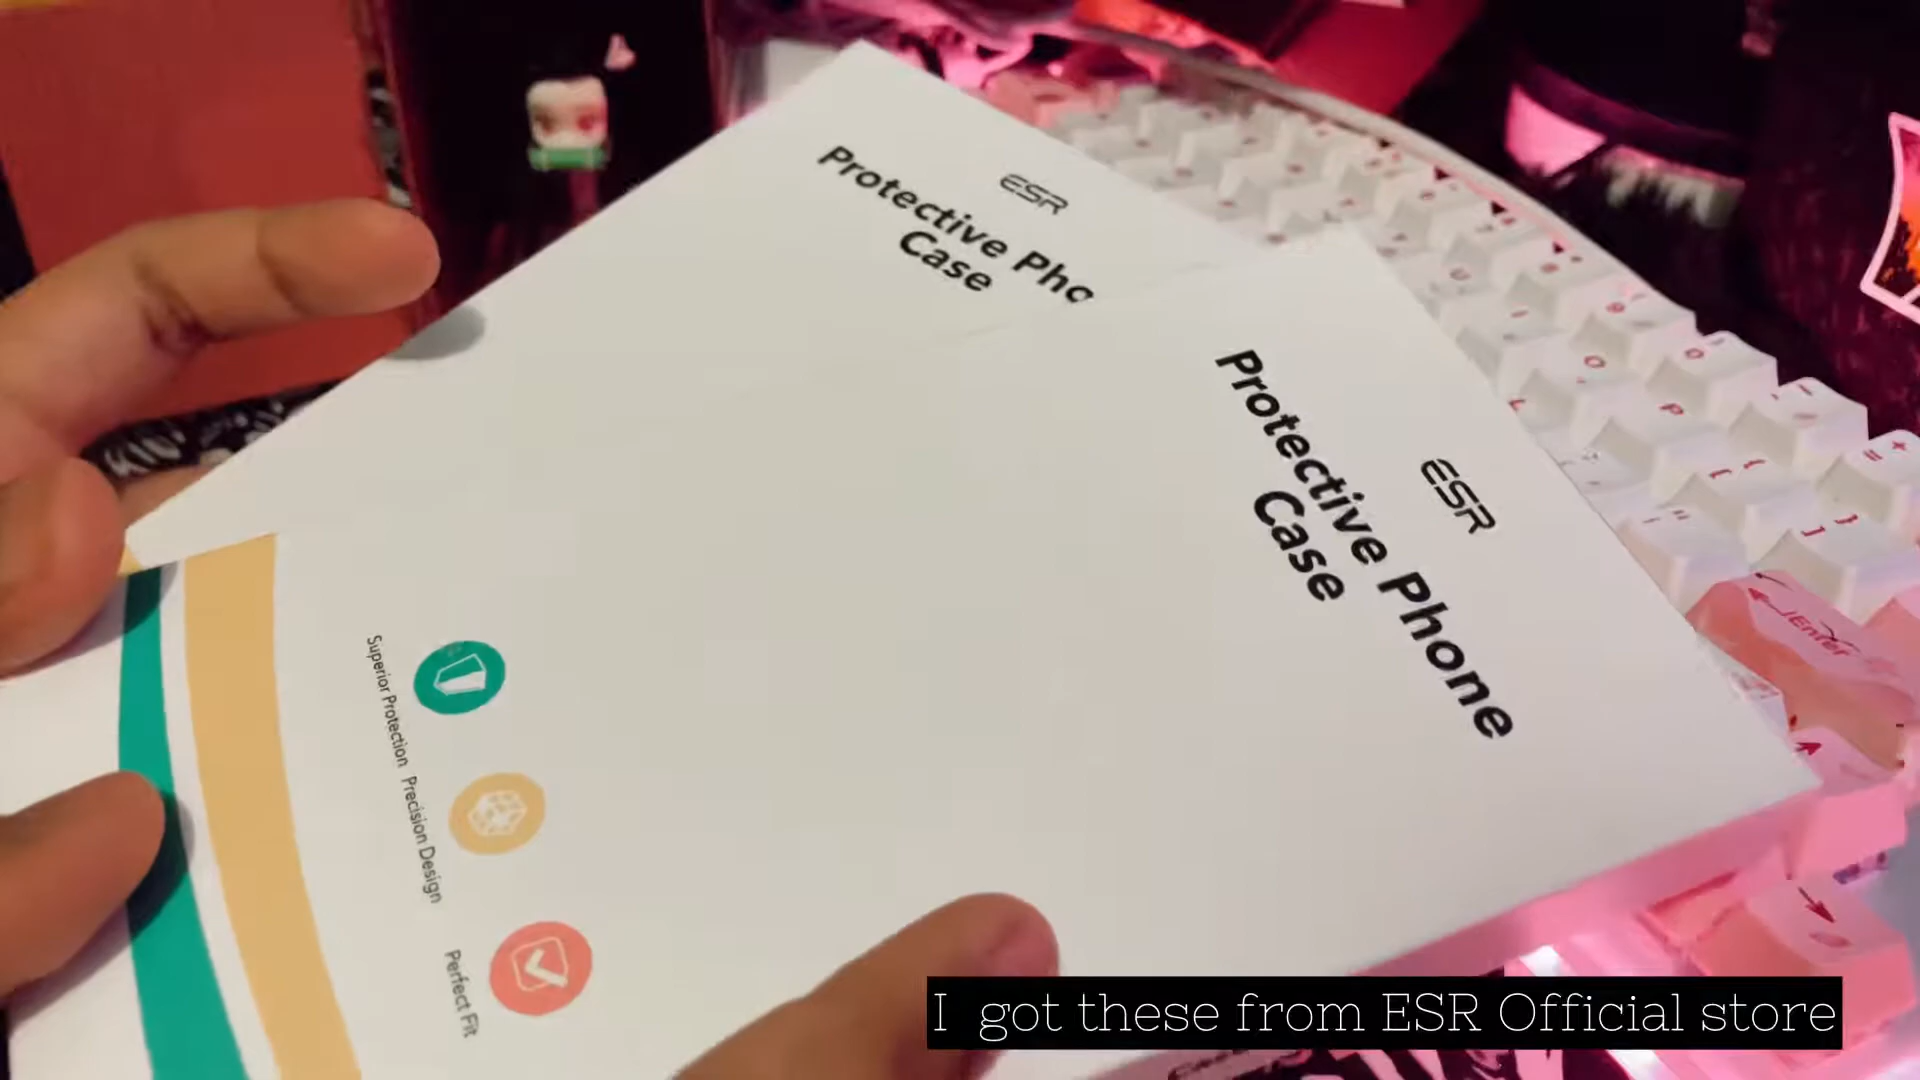 ESR
Protective Pho
Case
ESR
Protective Phone
Case
Superior Protection
Precision Design
Perfect Fit
Enter
I got these from ESR Official store